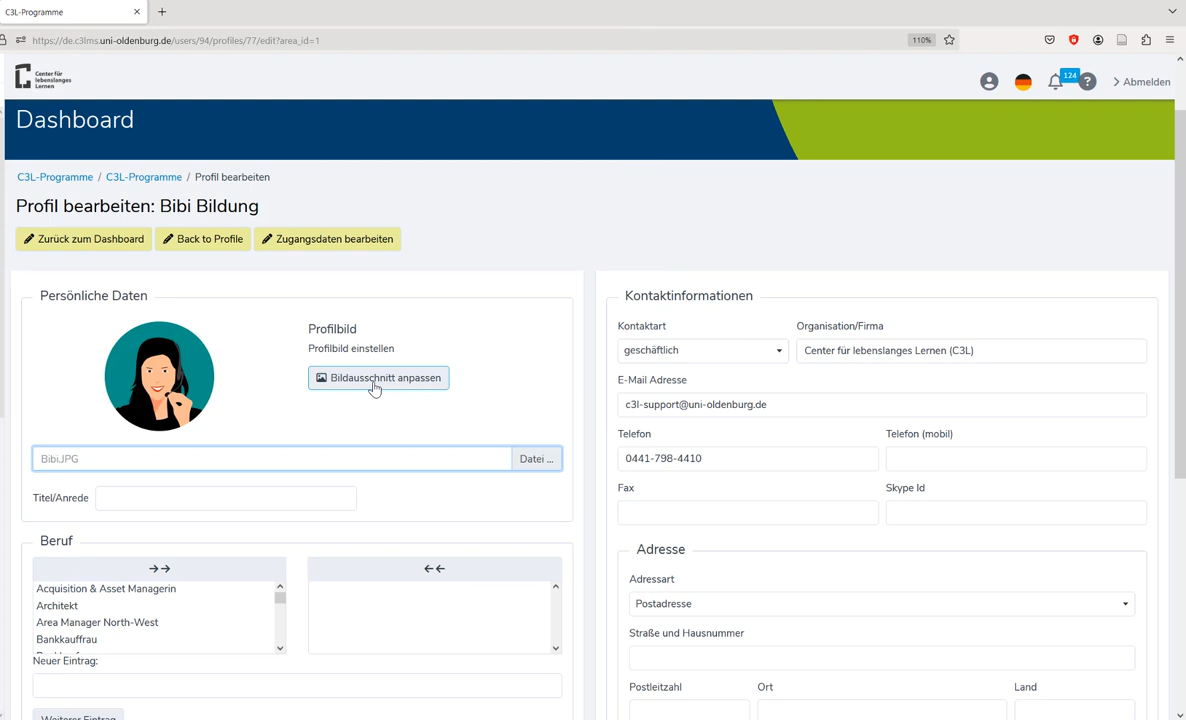 C3L-Programme
https://de.c3lms.uni-oldenburg.de/users/94/profiles/77/edit?area_id=1
110%
Center für
lebenslanges
Lernen
124
?
Abmelden
Dashboard
C3L-Programme / C3L-Programme / Profil bearbeiten
Profil bearbeiten: Bibi Bildung
Zurück zum Dashboard
Back to Profile
Zugangsdaten bearbeiten
Persönliche Daten
Profilbild
Profilbild einstellen
Bildausschnitt anpassen
Bibi.JPG
Datei ...
Titel/Anrede
Beruf
Acquisition & Asset Managerin
Architekt
Area Manager North-West
Bankkauffrau
Neuer Eintrag:
Weiterer Eintrag
Kontaktinformationen
Kontaktart
Organisation/Firma
geschäftlich
Center für lebenslanges Lernen (C3L)
E-Mail Adresse
c3l-support@uni-oldenburg.de
Telefon
Telefon (mobil)
0441-798-4410
Fax
Skype Id
Adresse
Adressart
Postadresse
Straße und Hausnummer
Postleitzahl
Ort
Land